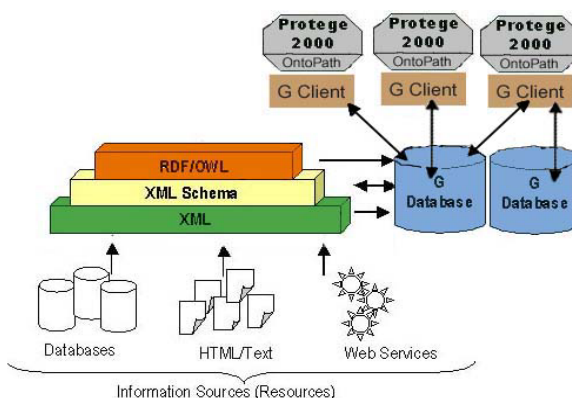 Protege
2000
OntoPath
G Client
Protege
2000
OntoPath
G Client
Protege
2000
OntoPath
G Client
RDF/OWL
XML Schema
XML
G
Database
G
Database
Databases
HTML/Text
Web Services
Information Sources (Resources)